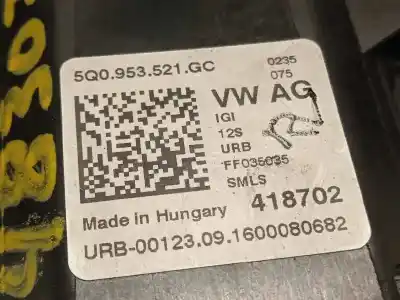 5Q0.953.521.GC
0235
075
VW AG
IGI
12S
URB
FF035035
SMLS
418702
Made in Hungary
URB-00123.09.1600080682